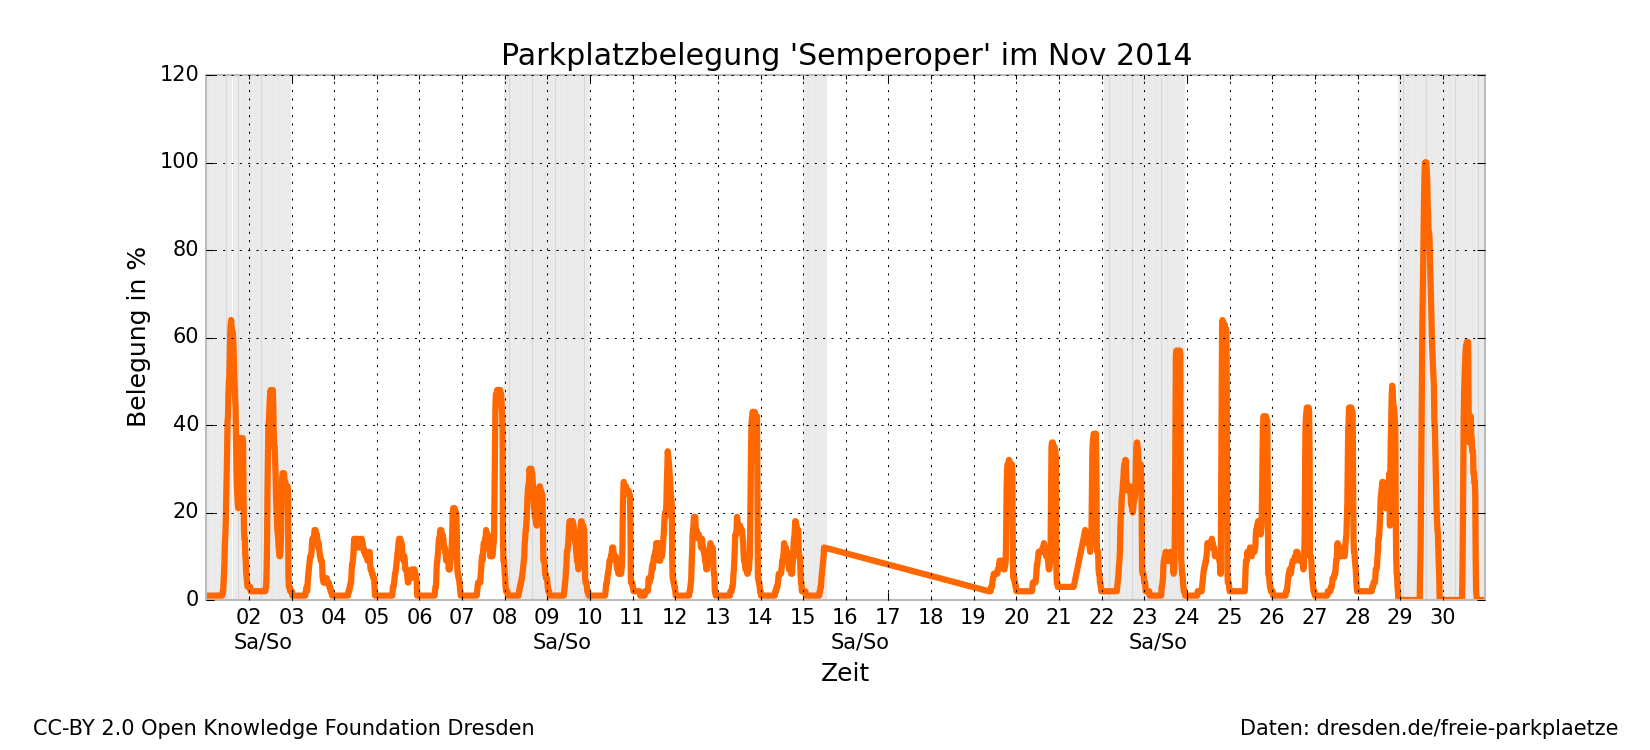 Parkplatzbelegung 'Semperoper' im Nov 2014
120
100
80
60
40
20
0
Belegung in %
02 03 04 05 06 07 08 09 10 11 12 13 14 15 16 17 18 19 20 21 22 23 24 25 26 27 28 29 30
Sa/So Sa/So Sa/So Sa/So
Zeit
CC-BY 2.0 Open Knowledge Foundation Dresden
Daten: dresden.de/freie-parkplaetze